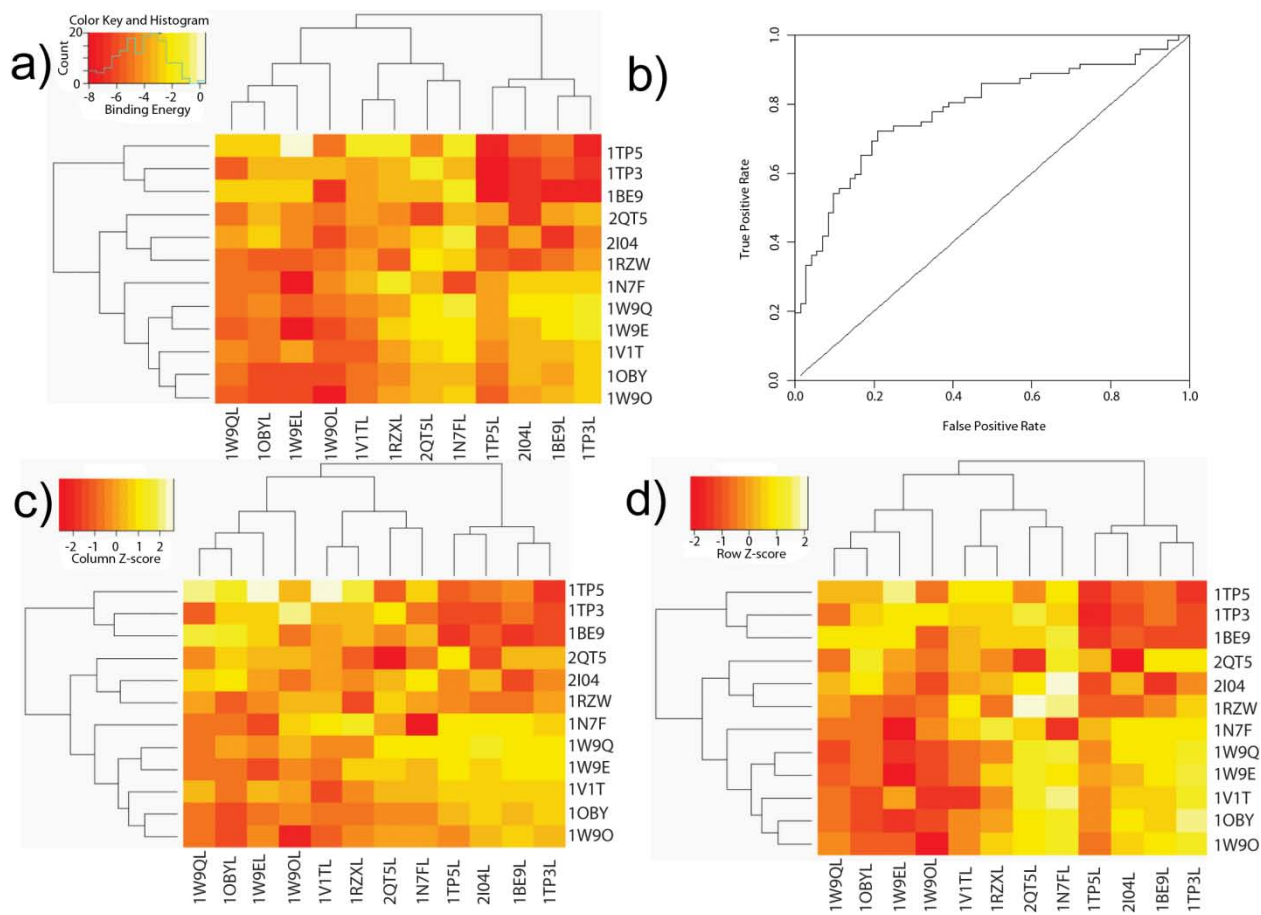 a)
Color Key and Histogram
Count
0
20
-8 -6 -4 -2 0
Binding Energy
1TP5
1TP3
1BE9
2QT5
2I04
1RZW
1N7F
1W9Q
1W9E
1V1T
1OBY
1W9O
1W9QL 1OBYL 1W9EL 1W9OL 1V1TL 1RZXL 2QT5L 1N7FL 1TP5L 2I04L 1BE9L 1TP3L
b)
True Positive Rate
1.0
0.8
0.6
0.4
0.2
0.0
0.0 0.2 0.4 0.6 0.8 1.0
False Positive Rate
c)
-2 -1 0 1 2
Column Z-score
1TP5
1TP3
1BE9
2QT5
2I04
1RZW
1N7F
1W9Q
1W9E
1V1T
1OBY
1W9O
1W9QL 1OBYL 1W9EL 1W9OL 1V1TL 1RZXL 2QT5L 1N7FL 1TP5L 2I04L 1BE9L 1TP3L
d)
-2 -1 0 1 2
Row Z-score
1TP5
1TP3
1BE9
2QT5
2I04
1RZW
1N7F
1W9Q
1W9E
1V1T
1OBY
1W9O
1W9QL 1OBYL 1W9EL 1W9OL 1V1TL 1RZXL 2QT5L 1N7FL 1TP5L 2I04L 1BE9L 1TP3L